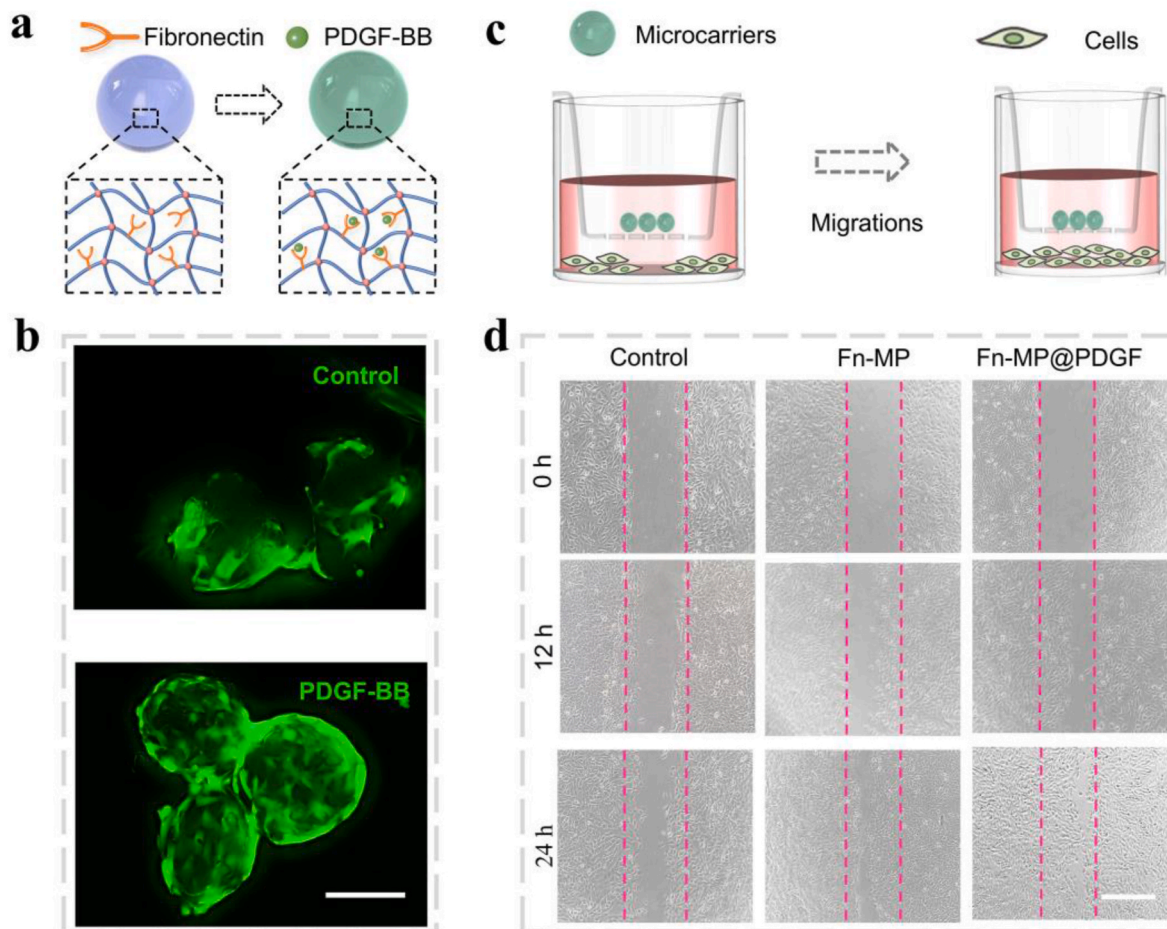 a
Fibronectin
PDGF-BB
c
Microcarriers
Cells
Migrations
b
Control
PDGF-BB
d
Control
Fn-MP
Fn-MP@PDGF
0 h
12 h
24 h